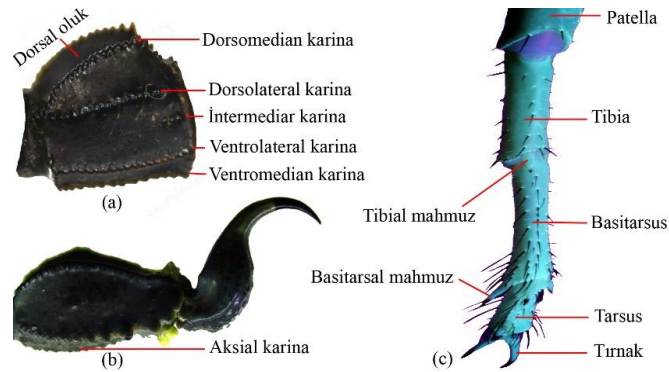 Dorsal oluk
Dorsomedian karina
Dorsolateral karina
İntermediar karina
Ventrolateral karina
Ventromedian karina
(a)
Aksial karina
(b)
Patella
Tibia
Tibial mahmuz
Basitarsus
Basitarsal mahmuz
Tarsus
Tırnak
(c)